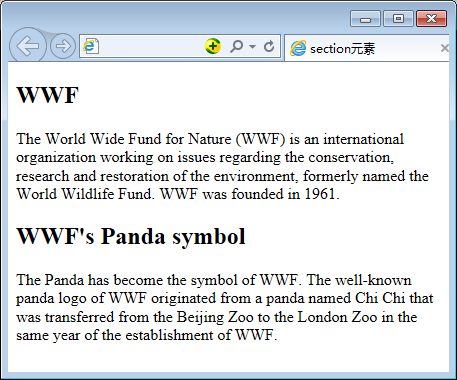 section元素
WWF
The World Wide Fund for Nature (WWF) is an international
organization working on issues regarding the conservation,
research and restoration of the environment, formerly named the
World Wildlife Fund. WWF was founded in 1961.
WWF's Panda symbol
The Panda has become the symbol of WWF. The well-known
panda logo of WWF originated from a panda named Chi Chi that
was transferred from the Beijing Zoo to the London Zoo in the
same year of the establishment of WWF.